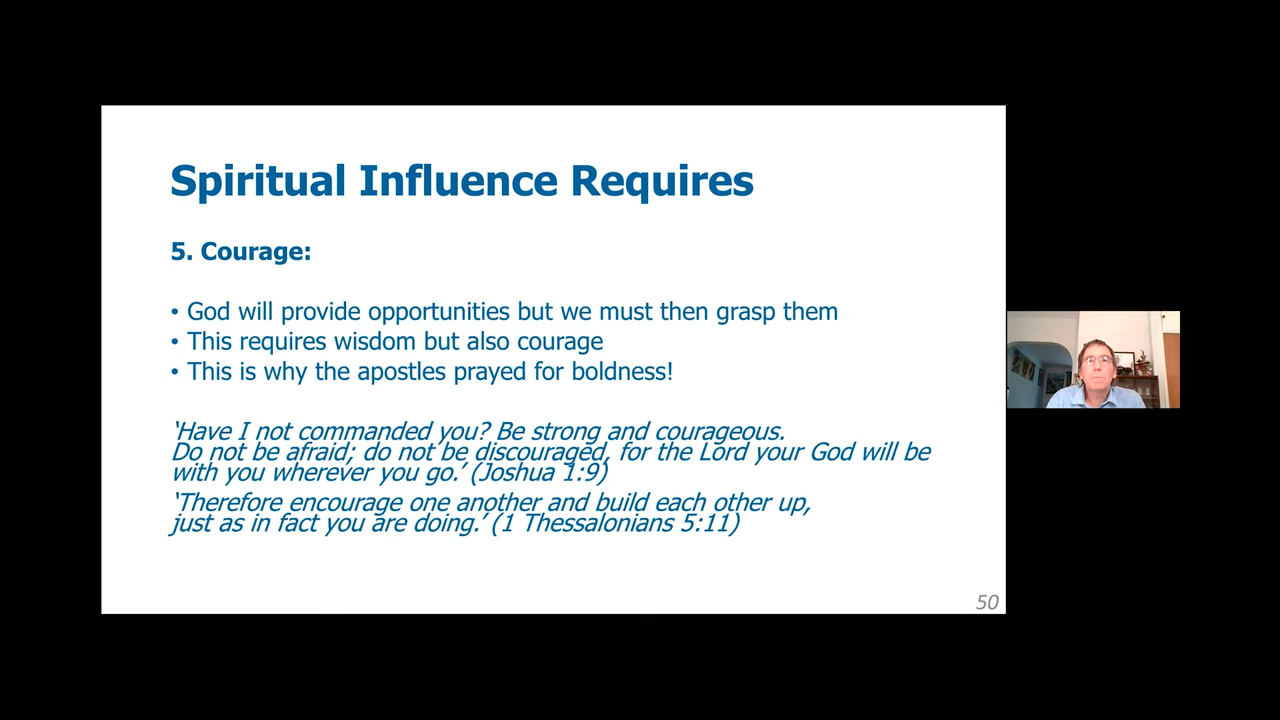 Spiritual Influence Requires
5. Courage:
• God will provide opportunities but we must then grasp them
• This requires wisdom but also courage
• This is why the apostles prayed for boldness!
‘Have I not commanded you? Be strong and courageous.
Do not be afraid; do not be discouraged, for the Lord your God will be
with you wherever you go.’ (Joshua 1:9)
‘Therefore encourage one another and build each other up,
just as in fact you are doing.’ (1 Thessalonians 5:11)
50